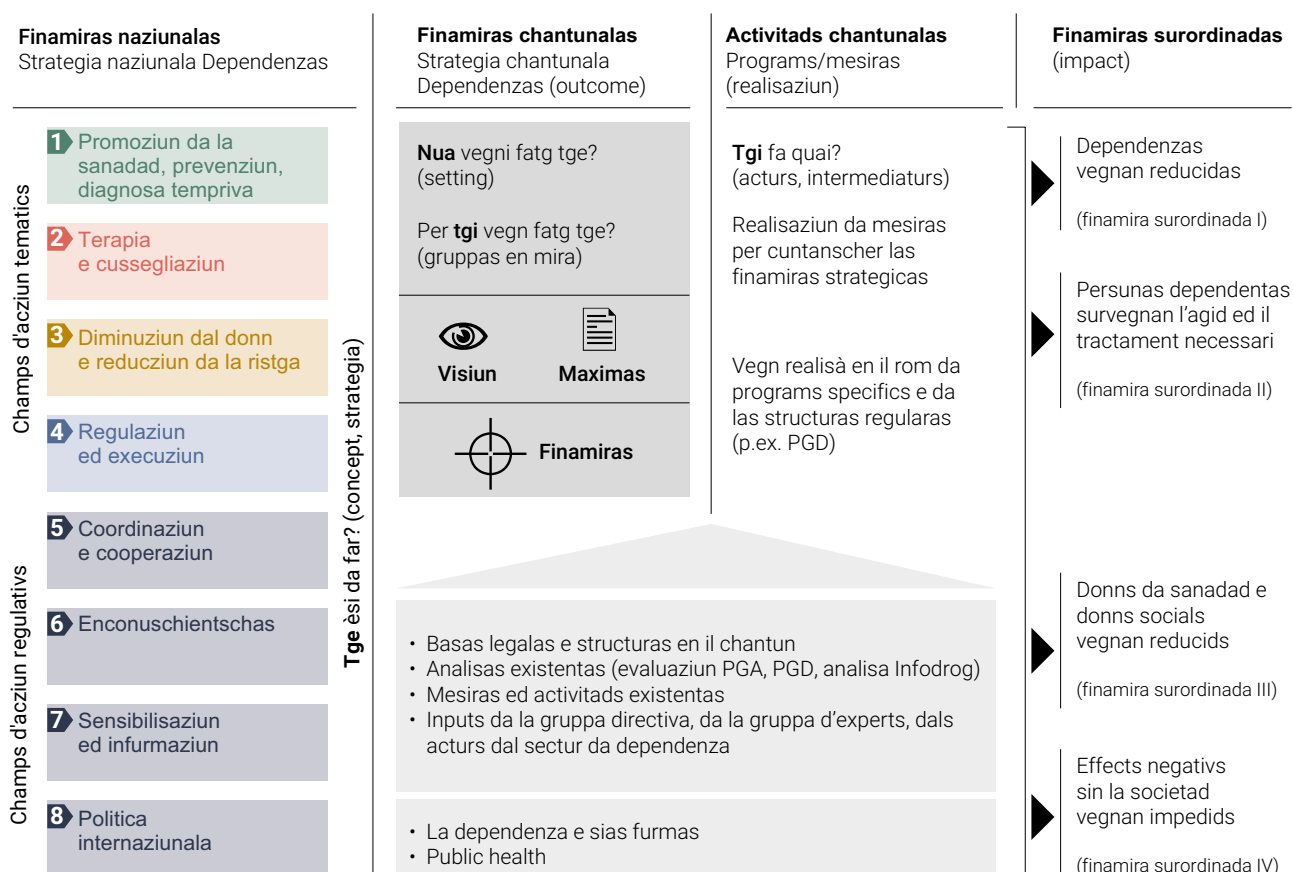 Finamiras naziunalas
Strategia naziunala Dependenzas
Finamiras chantunalas
Strategia chantunala
Dependenzas (outcome)
Activitads chantunalas
Programs/mesiras
(realisaziun)
Finamiras surordinadas
(impact)
Champs d'acziun tematics
1 Promoziun da la
sanadad, prevenziun,
diagnosa tempriva
2 Terapia
e cussegliaziun
3 Diminuziun dal donn
e reducziun da la ristga
4 Regulaziun
ed execuziun
Champs d'acziun regulativs
5 Coordinaziun
e cooperaziun
6 Enconuschientschas
7 Sensibilisaziun
ed infurmaziun
8 Politica
internaziunala
Tge èsi da far? (concept, strategia)
Nua vegni fatg tge?
(setting)
Per tgi vegn fatg tge?
(gruppas en mira)
Visiun
Maximas
Finamiras
Tgi fa quai?
(acturs, intermediaturs)
Realisaziun da mesiras
per cuntanscher las
finamiras strategicas
Vegn realisà en il rom da
programs specifics e da
las structuras regularas
(p.ex. PGD)
• Basas legalas e structuras en il chantun
• Analisas existentas (evaluaziun PGA, PGD, analisa Infodrog)
• Mesiras ed activitads existentas
• Inputs da la gruppa directiva, da la gruppa d'experts, dals
acturs dal sectur da dependenza
• La dependenza e sias furmas
• Public health
Dependenzas
vegnan reducidas
(finamira surordinada I)
Persunas dependentas
survegnan l'agid ed il
tractament necessari
(finamira surordinada II)
Donns da sanadad e
donns socials
vegnan reducids
(finamira surordinada III)
Effects negativs
sin la societad
vegnan impedids
(finamira surordinada IV)